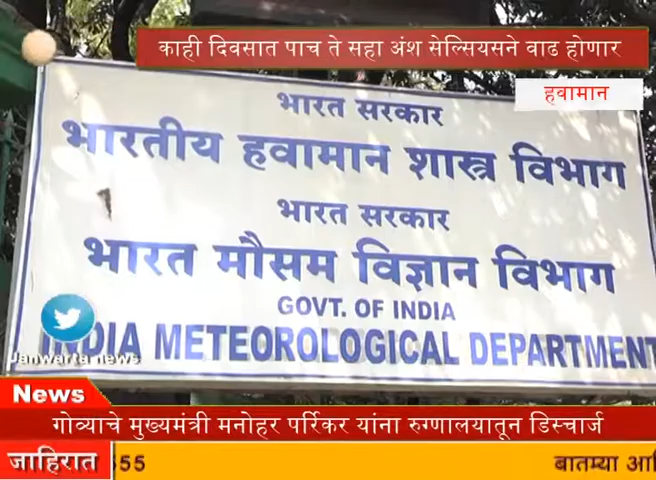 काही दिवसात पाच ते सहा अंश सेल्सियसने वाढ होणार
हवामान
भारत सरकार
भारतीय हवामान शास्त्र विभाग
भारत सरकार
भारत मौसम विज्ञान विभाग
GOVT. OF INDIA
INDIA METEOROLOGICAL DEPARTMENT
Janwarta news
News
गोव्याचे मुख्यमंत्री मनोहर पर्रिकर यांना रुग्णालयातून डिस्चार्ज
जाहिरात 555 बातम्या आि